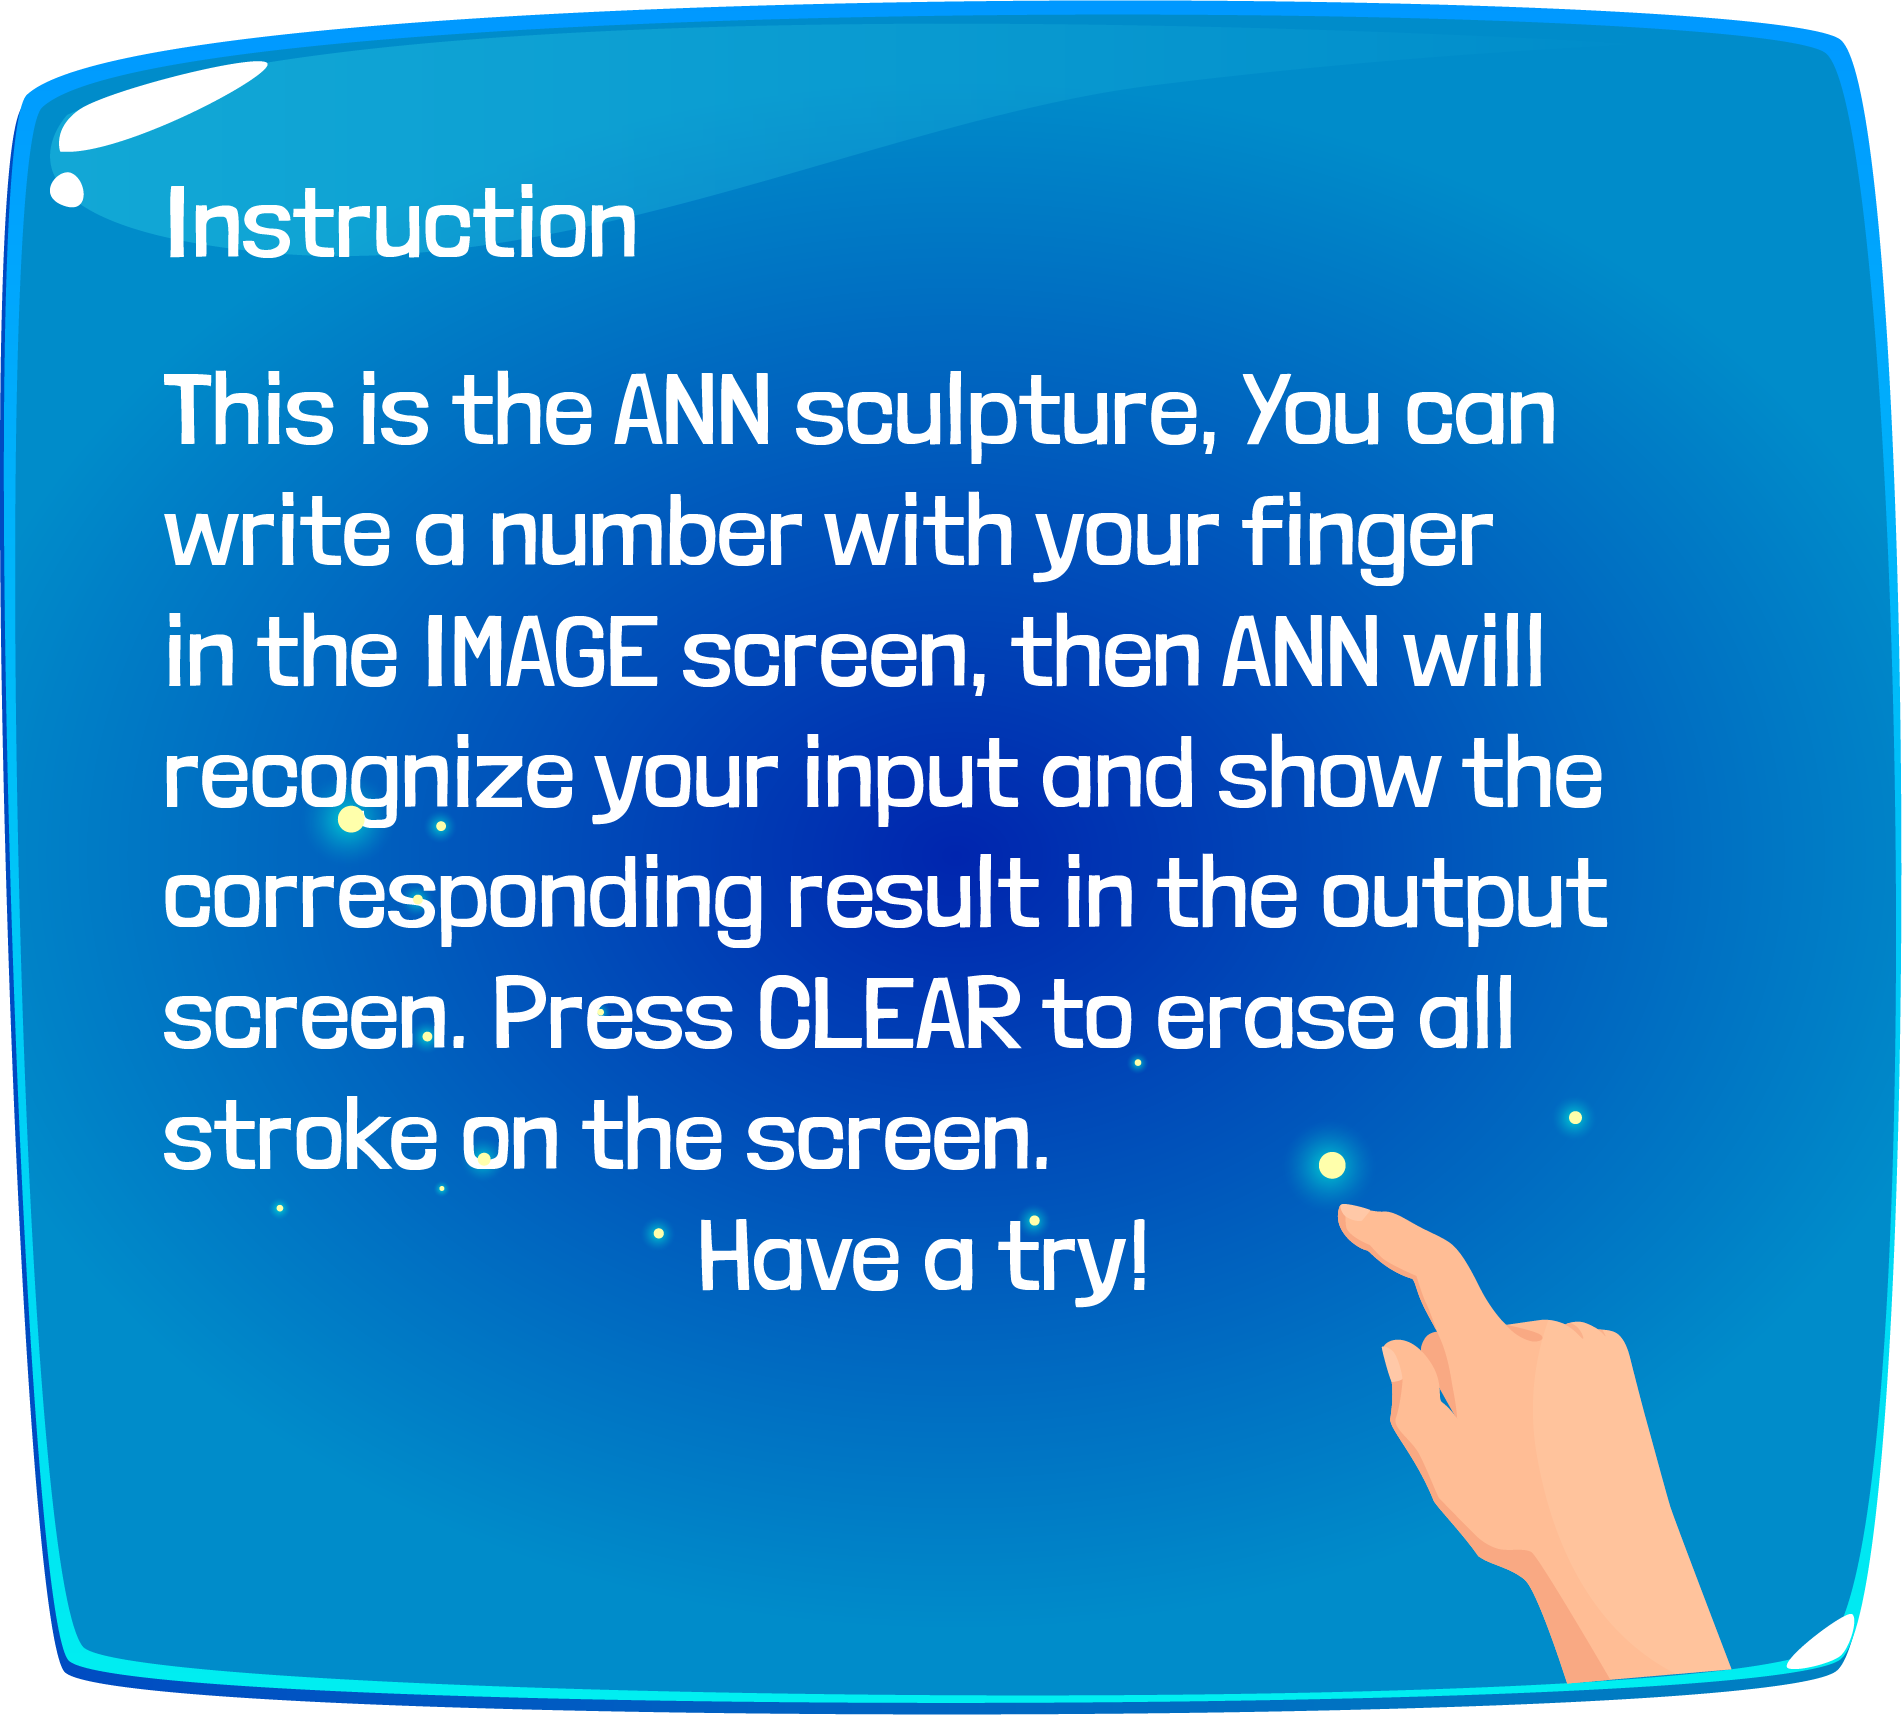 Instruction
This is the ANN sculpture, You can
write a number with your finger
in the IMAGE screen, then ANN will
recognize your input and show the
corresponding result in the output
screen. Press CLEAR to erase all
stroke on the screen.
Have a try!